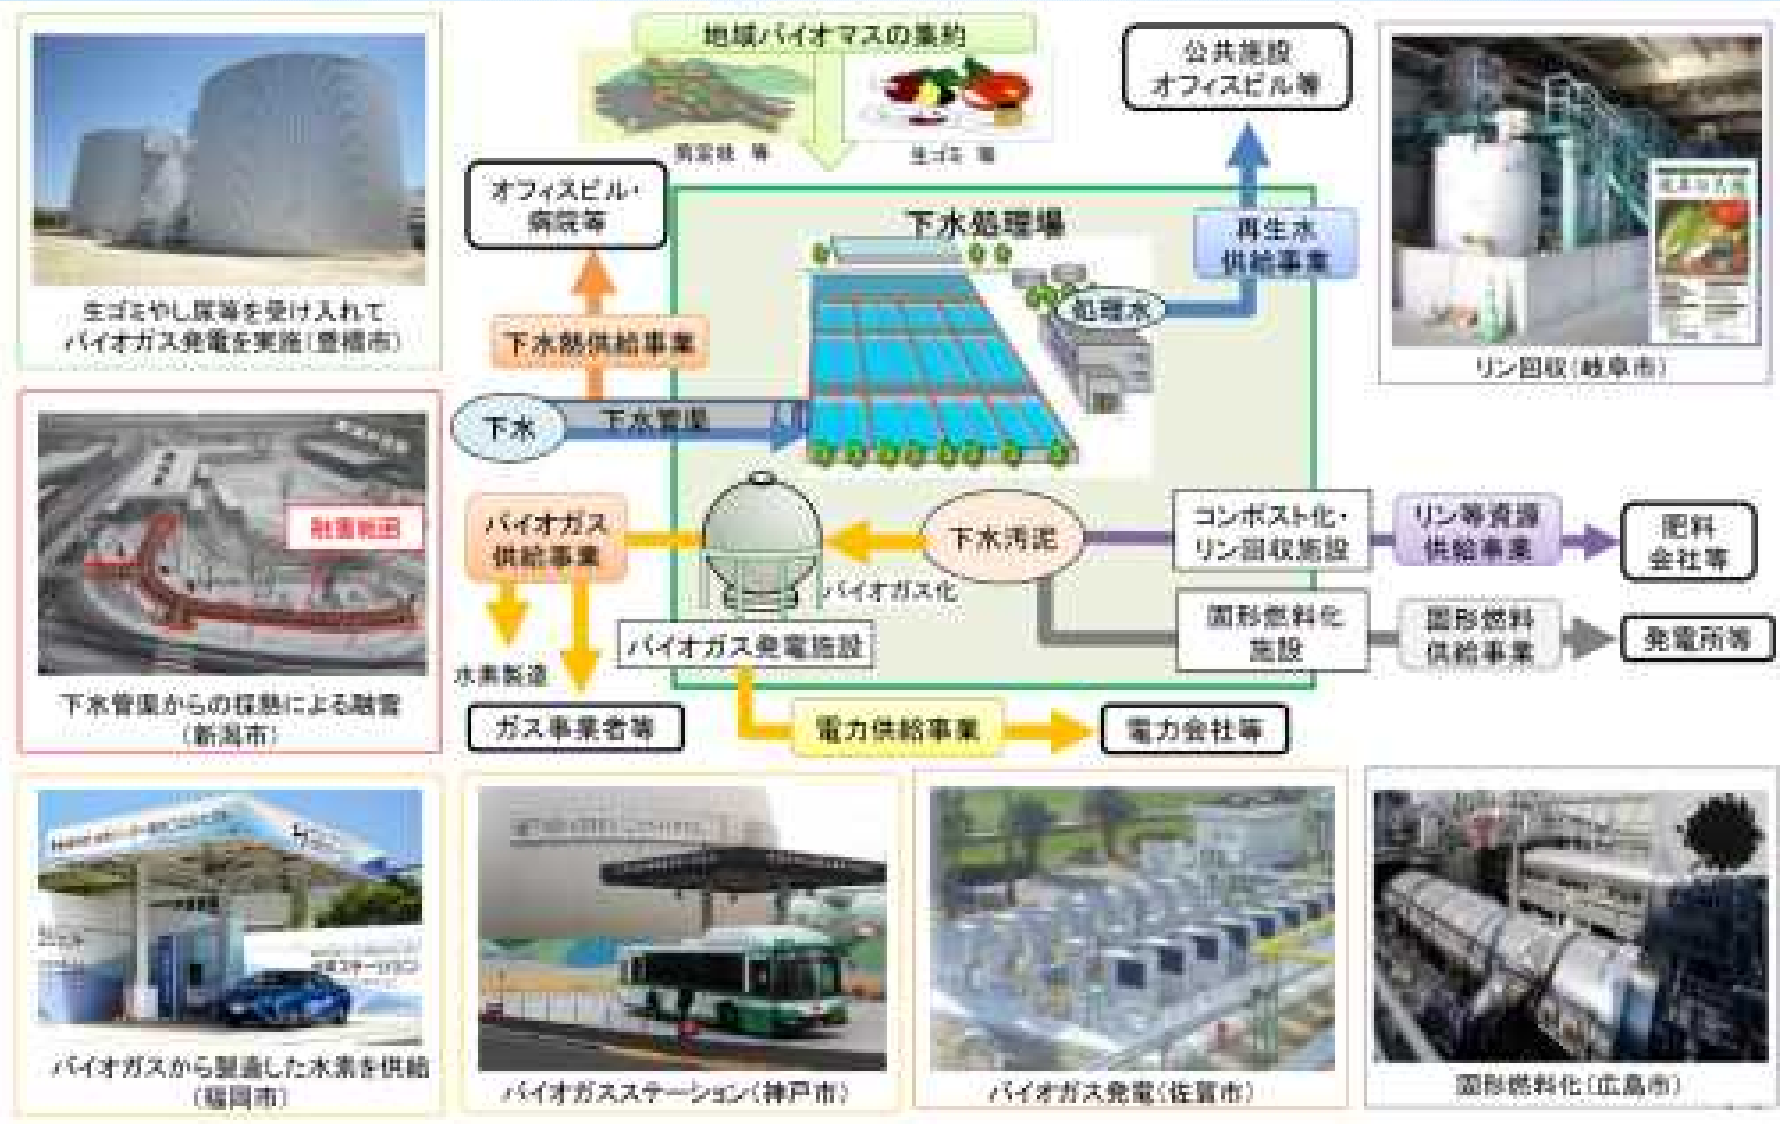 地域バイオマスの集約
剪定枝 等
生ゴミ 等
公共施設
オフィスビル等
オフィスビル・
病院等
下水処理場
再生水
供給事業
処理水
下水熱供給事業
下水
下水管渠
生ゴミやし尿等を受け入れて
バイオガス発電を実施(豊橋市)
リン回収(岐阜市)
融雪範囲
下水管渠からの採熱による融雪
(新潟市)
バイオガス
供給事業
下水汚泥
バイオガス化
コンポスト化・
リン回収施設
リン等資源
供給事業
肥料
会社等
バイオガス発電施設
固形燃料化
施設
固形燃料
供給事業
発電所等
水素製造
ガス事業者等
電力供給事業
電力会社等
バイオガスから製造した水素を供給
(福岡市)
バイオガスステーション(神戸市)
バイオガス発電(佐賀市)
固形燃料化(広島市)